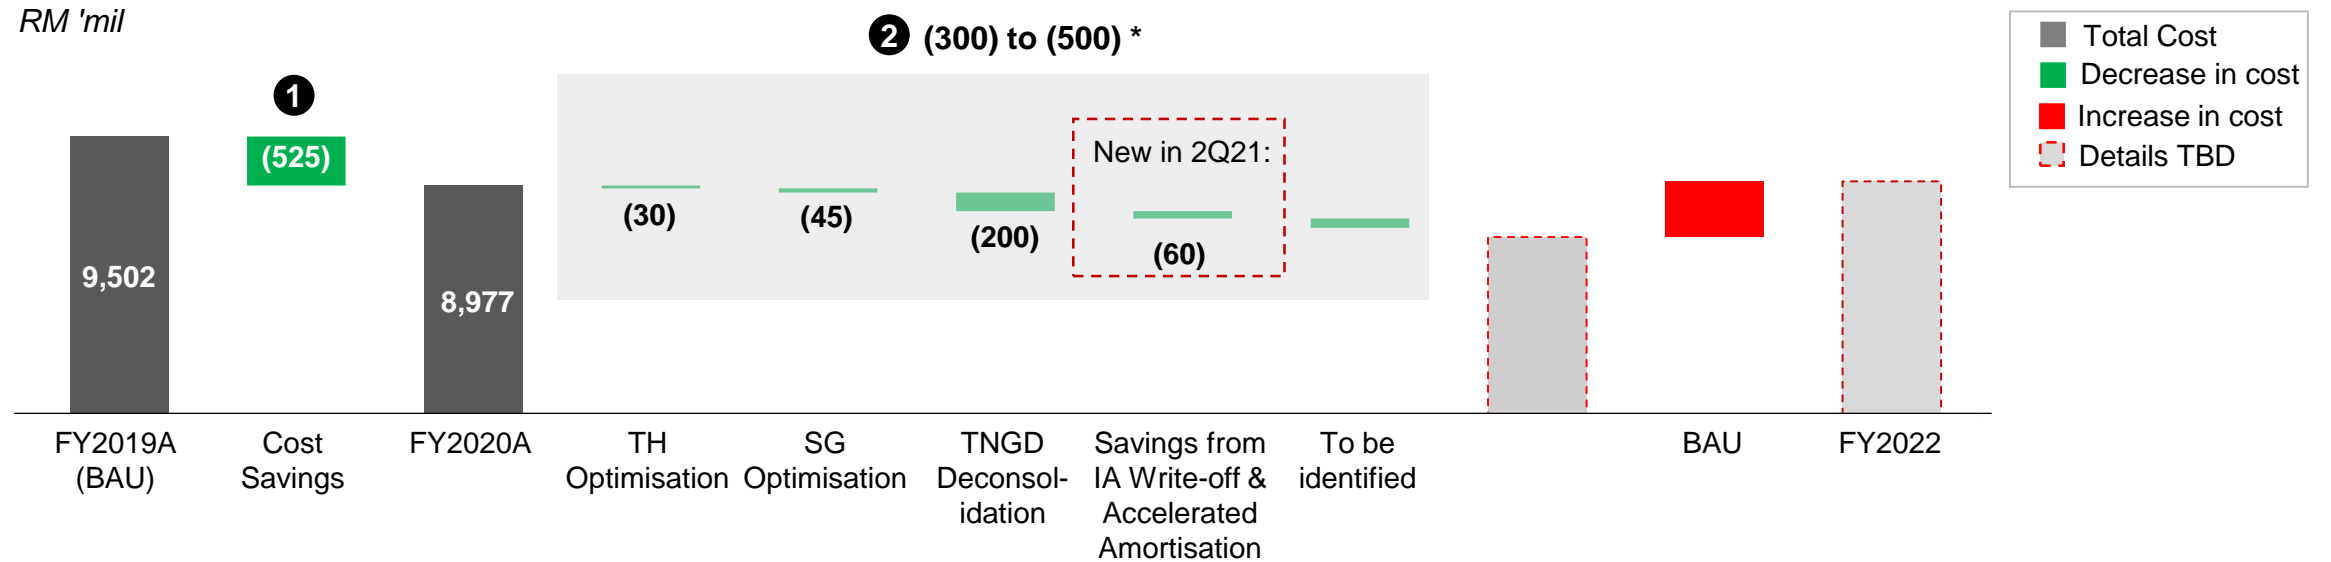 RM 'mil
2 (300) to (500) *
Total Cost
Decrease in cost
Increase in cost
Details TBD
1
(525)
New in 2Q21:
(30)
(45)
(200)
(60)
9,502
8,977
FY2019A
(BAU)
Cost
Savings
FY2020A
TH
Optimisation
SG
Optimisation
TNGD
Deconsol-
idation
Savings from
IA Write-off &
Accelerated
Amortisation
To be
identified
BAU
FY2022